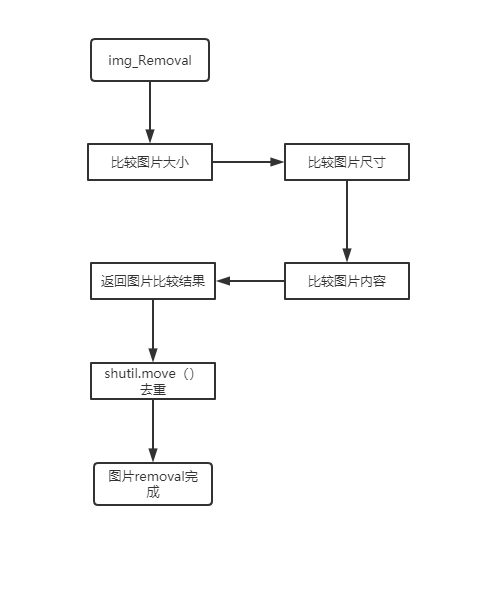 img_Removal
比较图片大小
比较图片尺寸
返回图片比较结果
比较图片内容
shutil.move（）
去重
图片removal完
成